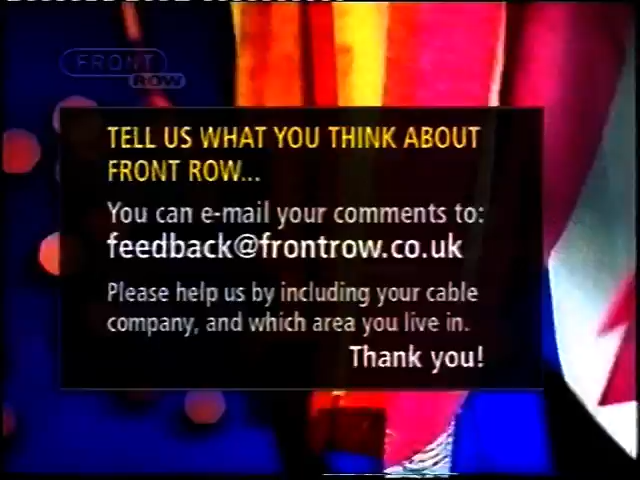 FRONT
ROW
TELL US WHAT YOU THINK ABOUT
FRONT ROW...
You can e-mail your comments to:
feedback@frontrow.co.uk
Please help us by including your cable
company, and which area you live in.
Thank you!